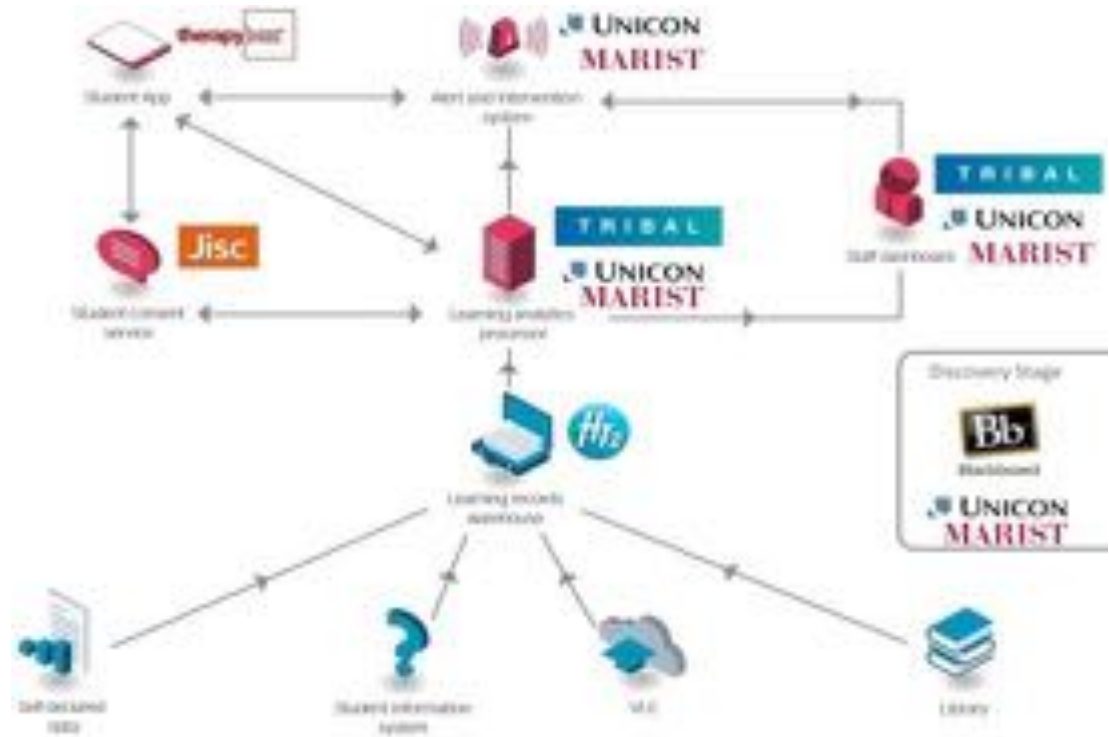 therapy
UNICON
MARIST
Student App
Alert and intervention
system
TRIBAL
UNICON
MARIST
Staff dashboard
Jisc
TRIBAL
UNICON
MARIST
Student consent
service
Learning analytics
processor
Discovery Stage
Bb
Blackboard
UNICON
MARIST
Ht2
Learning records
warehouse
Self declared
data
Student information
system
VLE
Library